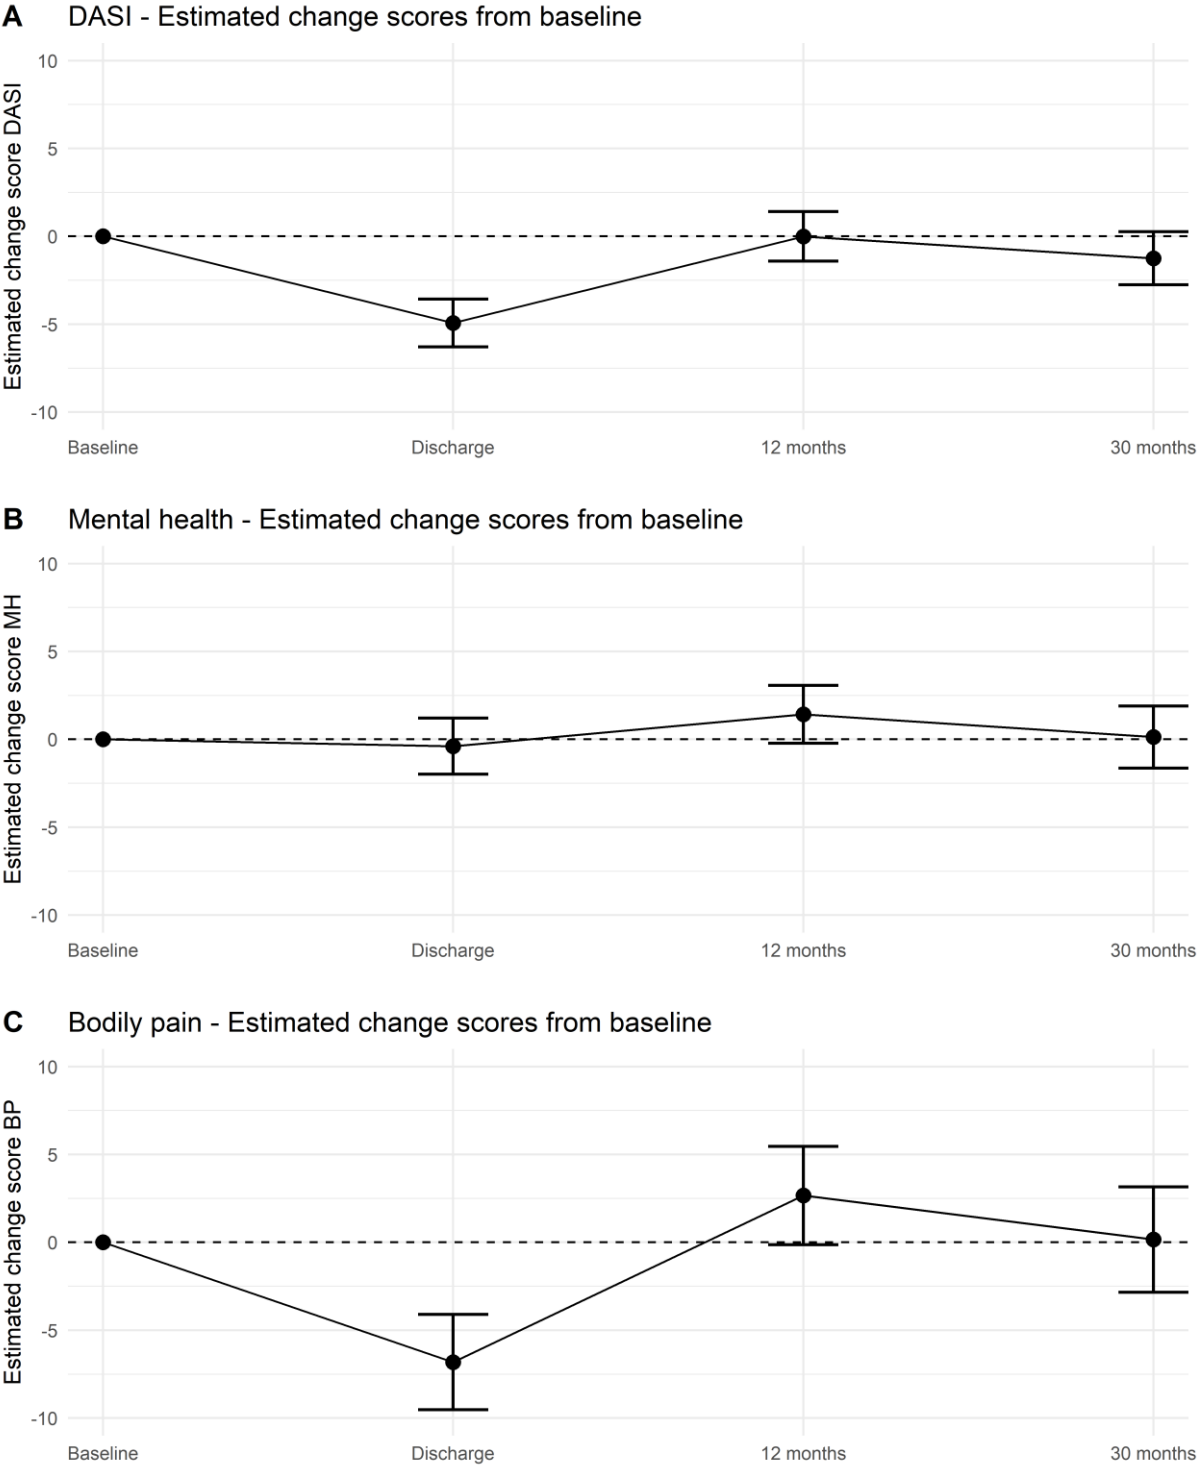 A DASI - Estimated change scores from baseline
Estimated change score DASI
10
5
0
-5
-10
Baseline Discharge 12 months 30 months
B Mental health - Estimated change scores from baseline
Estimated change score MH
10
5
0
-5
-10
Baseline Discharge 12 months 30 months
C Bodily pain - Estimated change scores from baseline
Estimated change score BP
10
5
0
-5
-10
Baseline Discharge 12 months 30 months